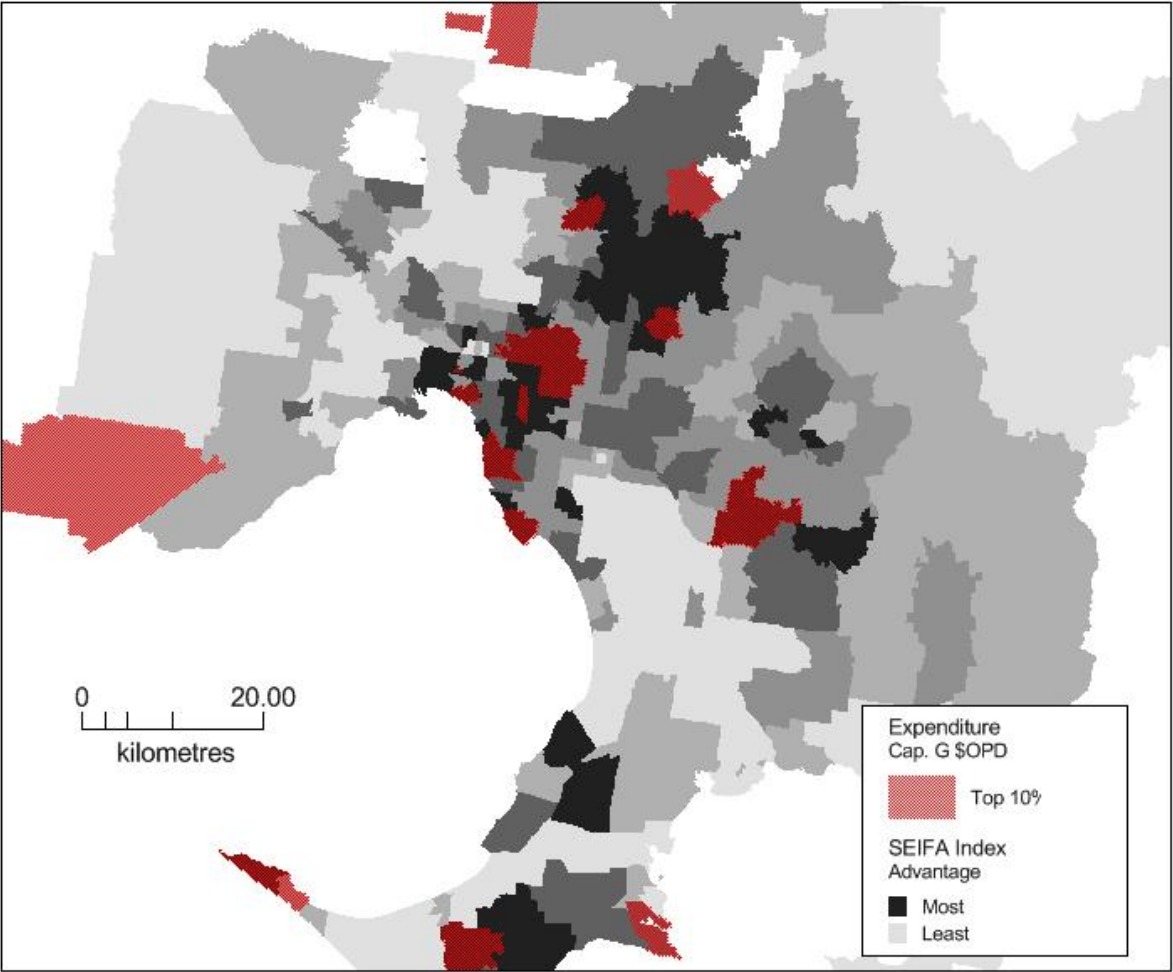 0 20.00
kilometres
Expenditure
Cap. G $OPD
Top 10%
SEIFA Index
Advantage
Most
Least